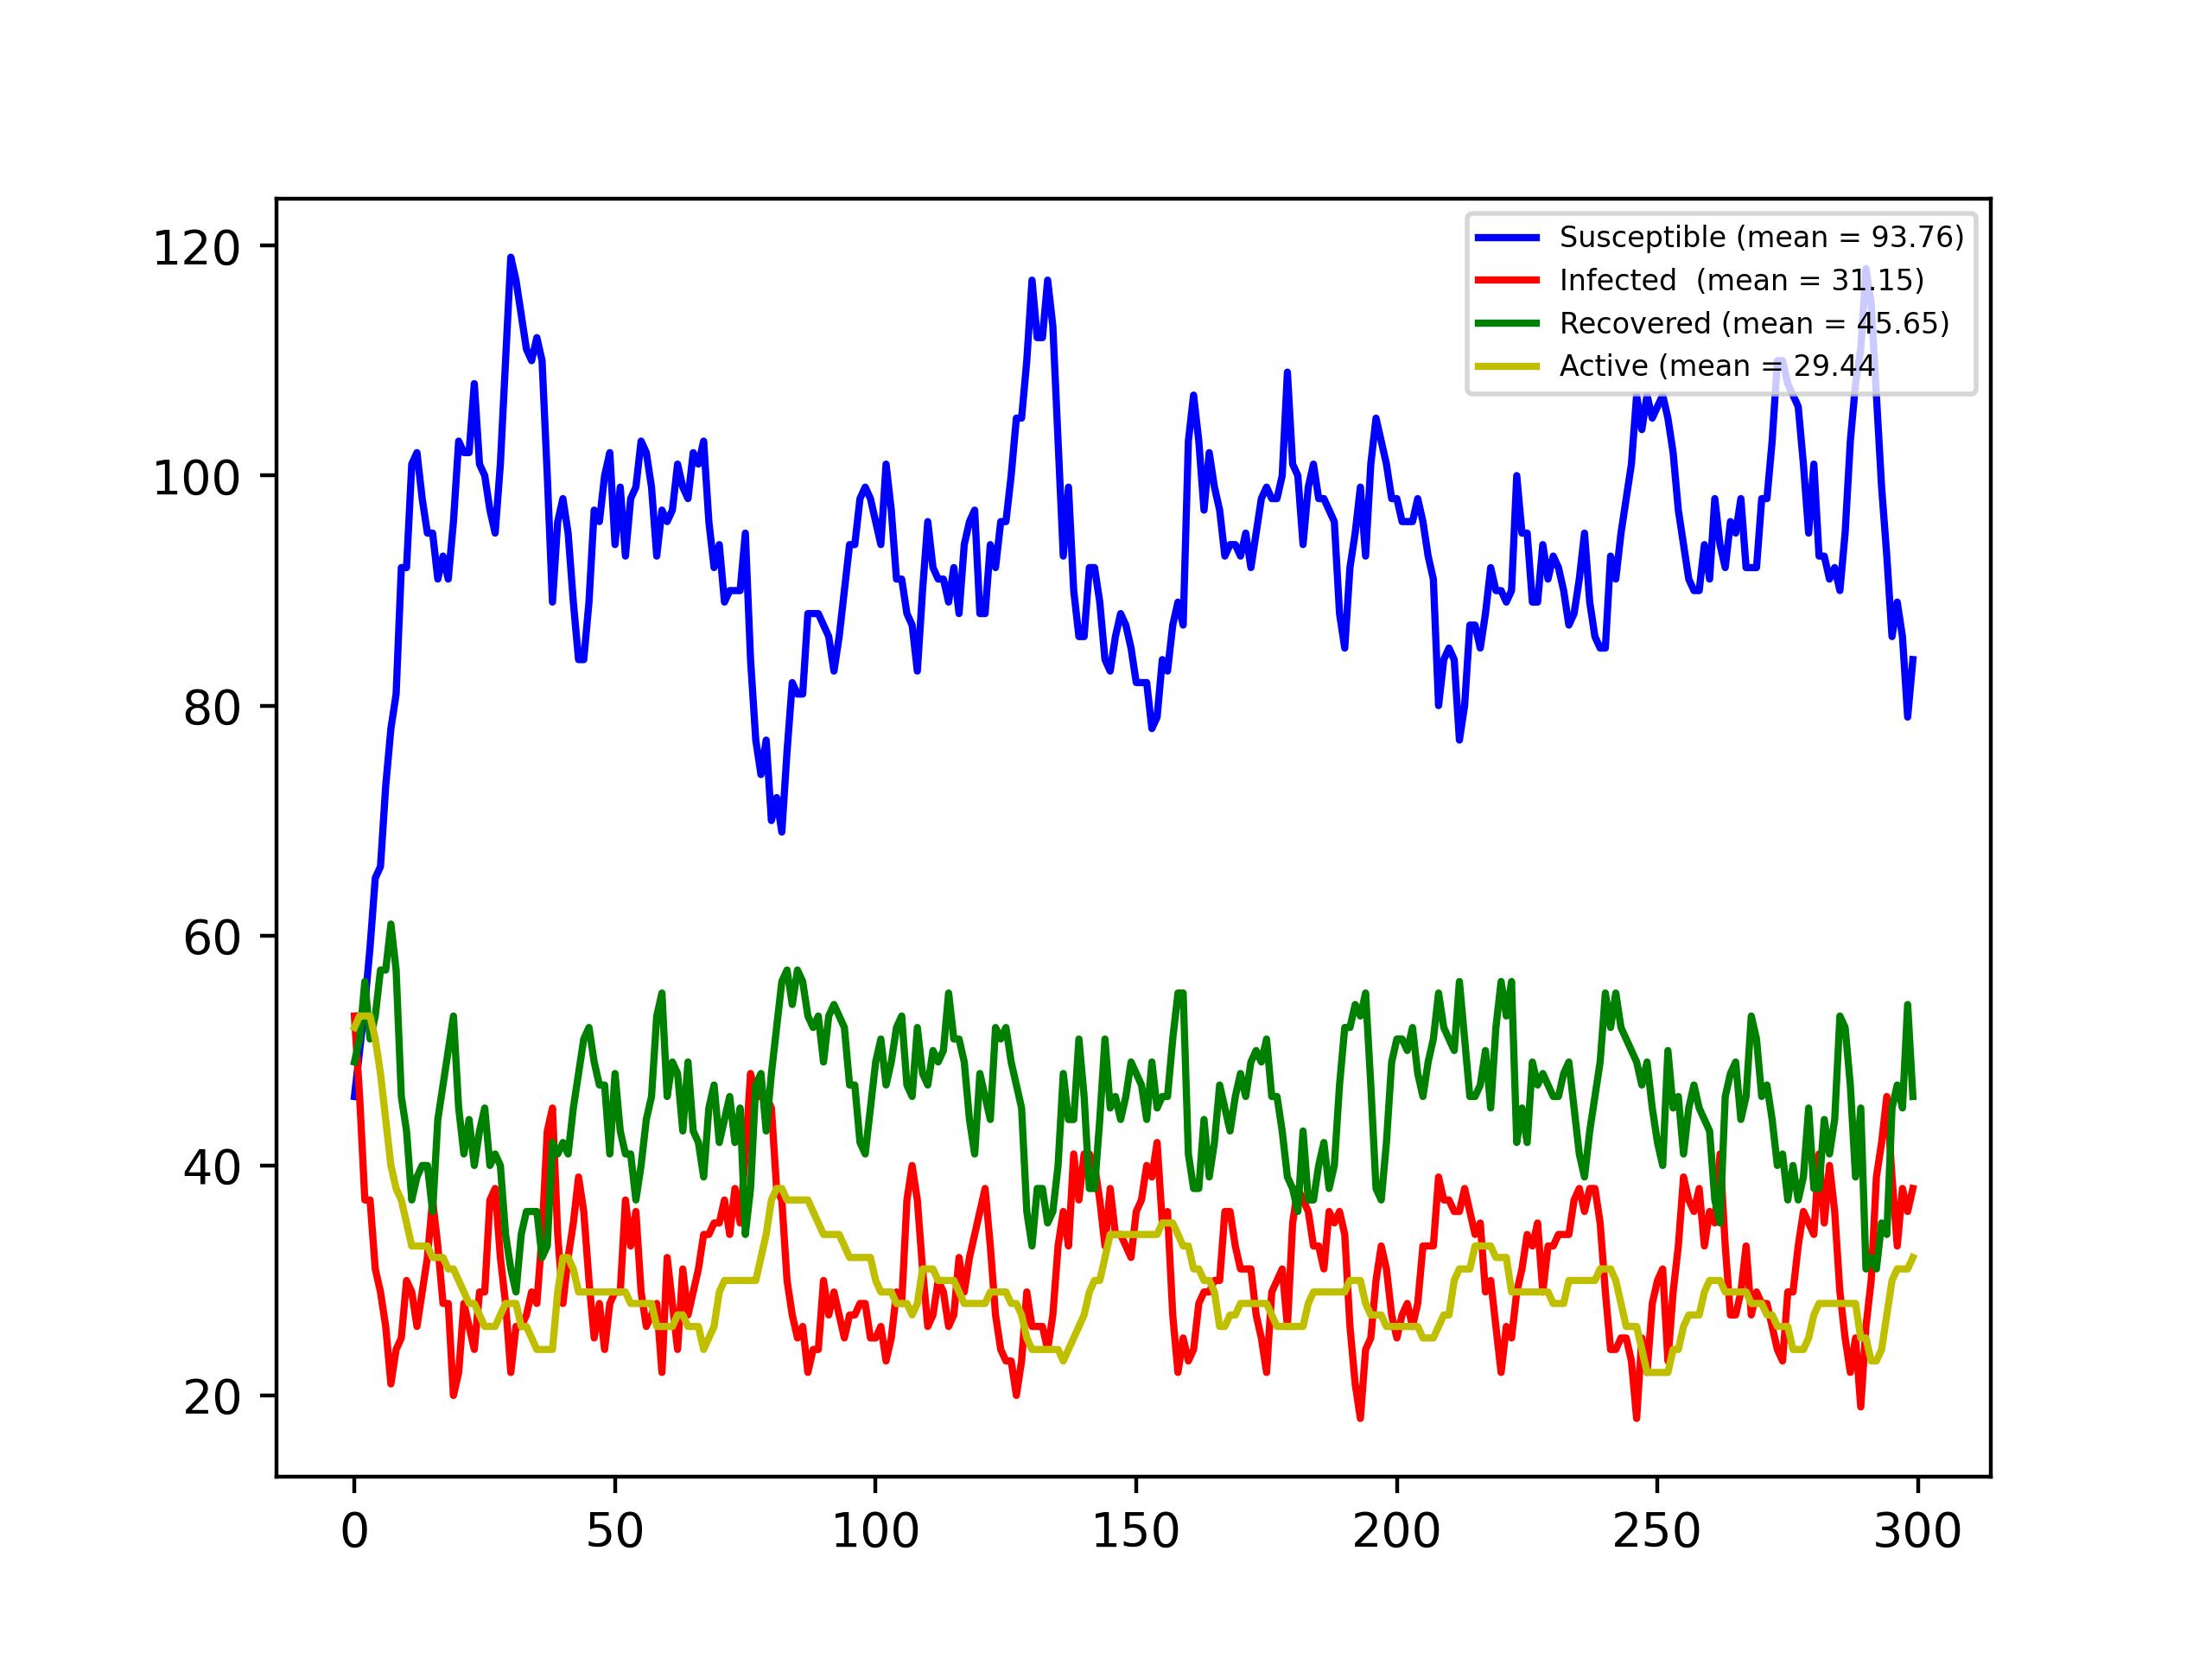 Susceptible (mean = 93.76)
Infected  (mean = 31.15)
Recovered (mean = 45.65)
Active (mean = 29.44
120
100
80
60
40
20
0 50 100 150 200 250 300